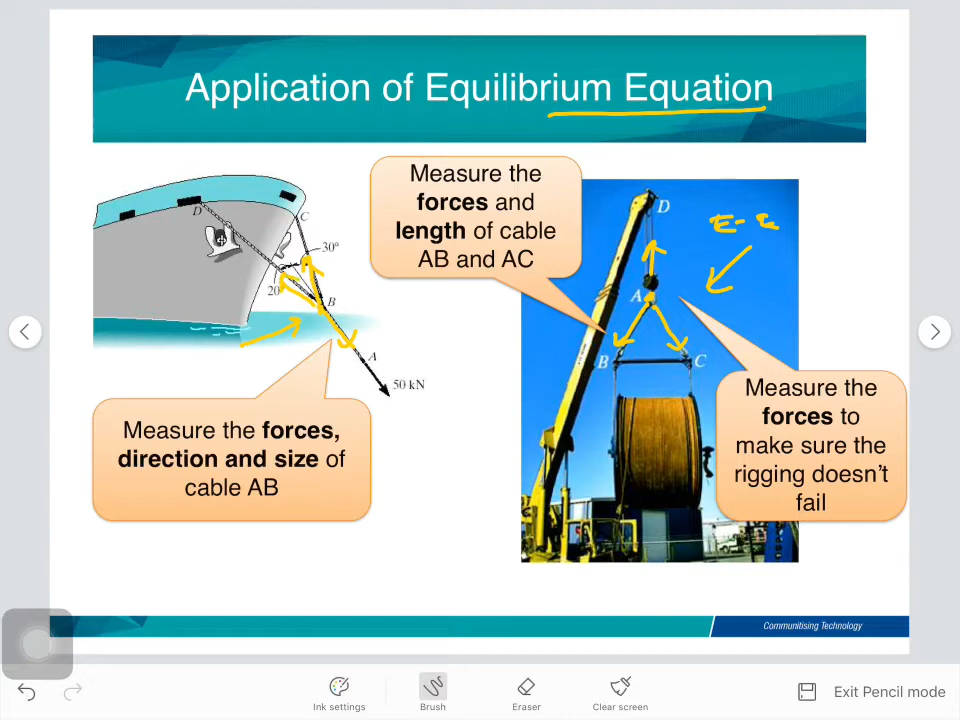 Application of Equilibrium Equation
Measure the
forces and
length of cable
AB and AC
D
C
30°
20
B
A
50 kN
Measure the forces,
direction and size of
cable AB
D
A
B
C
Measure the
forces to
make sure the
rigging doesn't
fail
Communitising Technology
Ink settings
Brush
Eraser
Clear screen
Exit Pencil mode